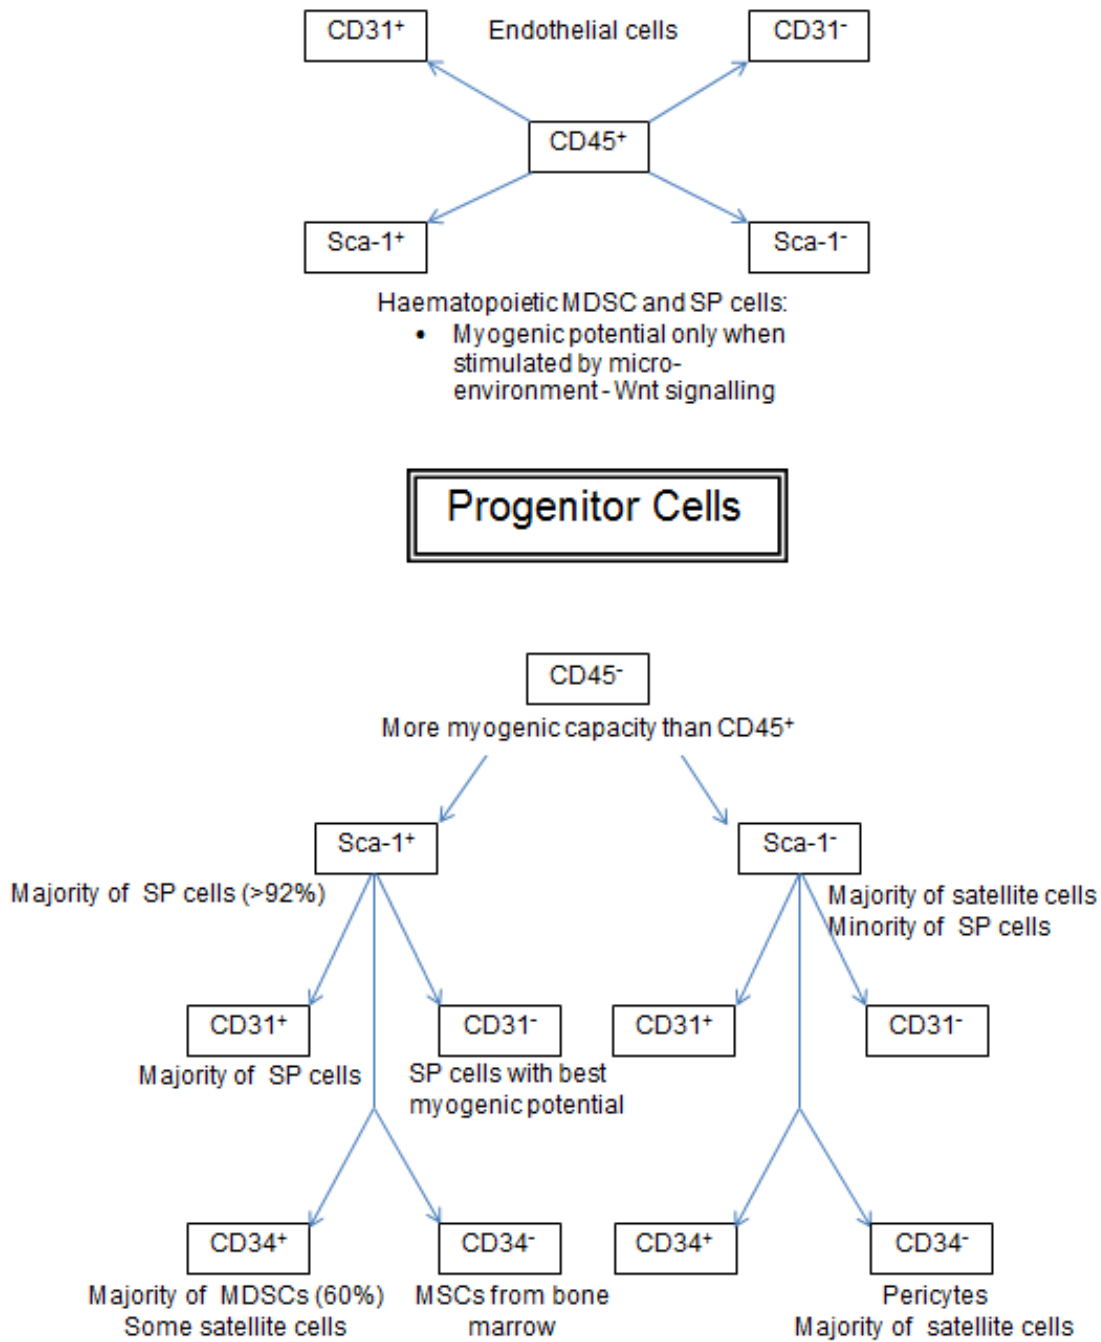 CD31⁺ Endothelial cells CD31⁻
CD45⁺
Sca-1⁺ Sca-1⁻
Haematopoietic MDSC and SP cells:
• Myogenic potential only when
stimulated by micro-
environment - Wnt signalling
Progenitor Cells
CD45⁻
More myogenic capacity than CD45⁺
Sca-1⁺ Sca-1⁻
Majority of SP cells (>92%) Majority of satellite cells
Minority of SP cells
CD31⁺ CD31⁻ CD31⁺ CD31⁻
Majority of SP cells SP cells with best
myogenic potential
CD34⁺ CD34⁻ CD34⁺ CD34⁻
Majority of MDSCs (60%) MSCs from bone Pericytes
Some satellite cells marrow Majority of satellite cells